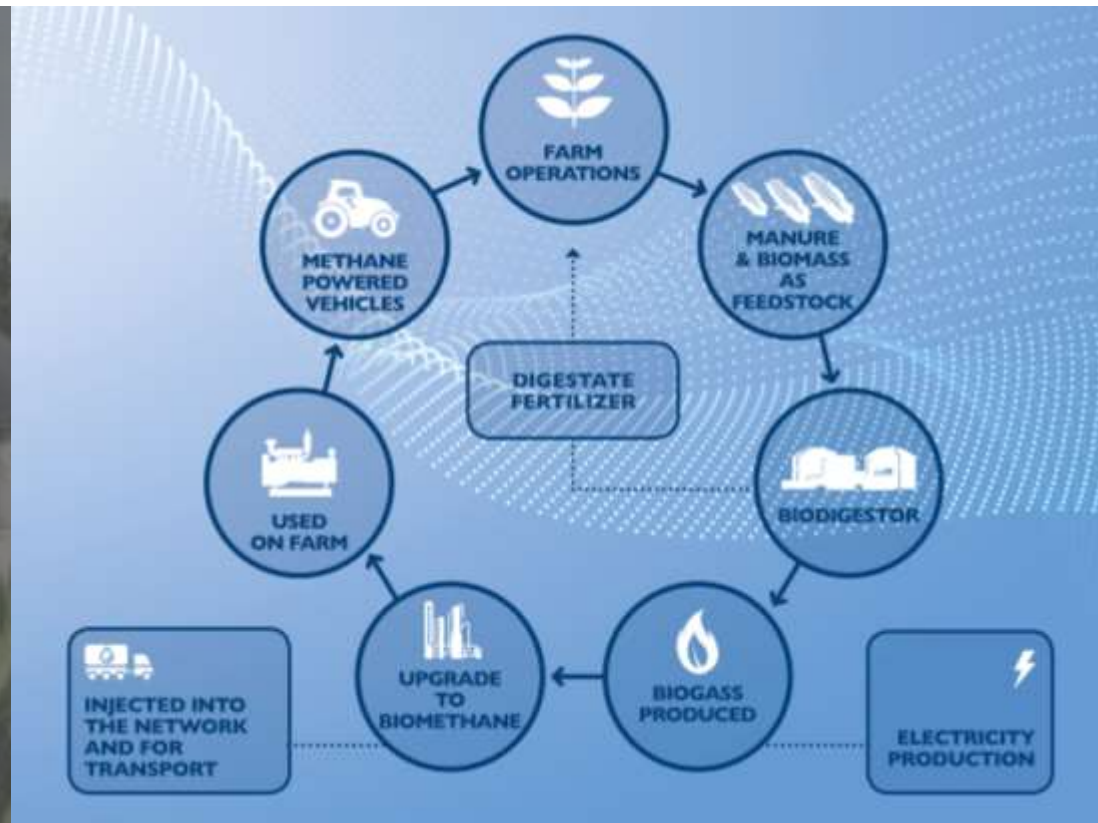 FARM
OPERATIONS
MANURE
& BIOMASS
AS
FEEDSTOCK
METHANE
POWERED
VEHICLES
DIGESTATE
FERTILIZER
BIODIGESTOR
USED
ON FARM
UPGRADE
TO
BIOMETHANE
BIOGASS
PRODUCED
INJECTED INTO
THE NETWORK
AND FOR
TRANSPORT
ELECTRICITY
PRODUCTION